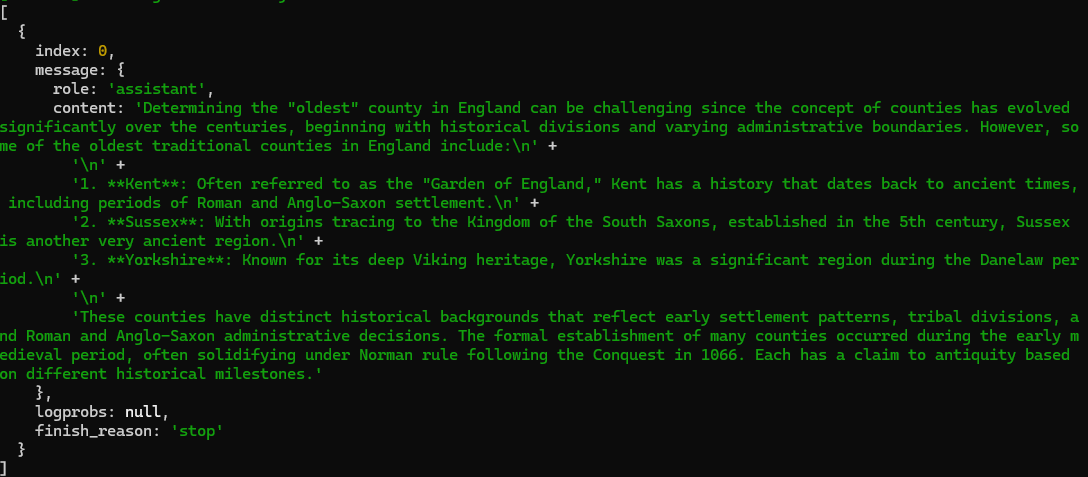 [
  {
    index: 0,
    message: {
      role: 'assistant',
      content: 'Determining the "oldest" county in England can be challenging since the concept of counties has evolved
significantly over the centuries, beginning with historical divisions and varying administrative boundaries. However, so
me of the oldest traditional counties in England include:\n' +
        '\n' +
        '1. **Kent**: Often referred to as the "Garden of England," Kent has a history that dates back to ancient times,
 including periods of Roman and Anglo-Saxon settlement.\n' +
        '2. **Sussex**: With origins tracing to the Kingdom of the South Saxons, established in the 5th century, Sussex
is another very ancient region.\n' +
        '3. **Yorkshire**: Known for its deep Viking heritage, Yorkshire was a significant region during the Danelaw per
iod.\n' +
        '\n' +
        'These counties have distinct historical backgrounds that reflect early settlement patterns, tribal divisions, a
nd Roman and Anglo-Saxon administrative decisions. The formal establishment of many counties occurred during the early m
edieval period, often solidifying under Norman rule following the Conquest in 1066. Each has a claim to antiquity based
on different historical milestones.'
    },
    logprobs: null,
    finish_reason: 'stop'
  }
]